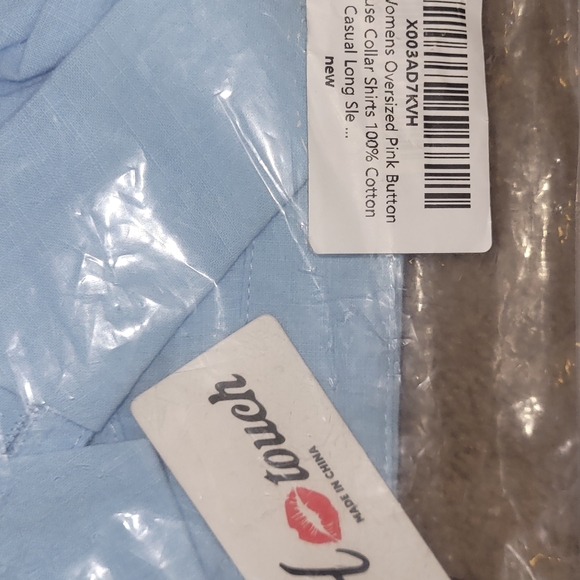 X003AD7KVH
Womens Oversized Pink Button
use Collar Shirts 100% Cotton
Casual Long Sle ...
new
touch
MADE IN CHINA